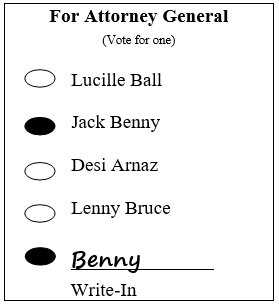 For Attorney General
(Vote for one)
Lucille Ball
Jack Benny
Desi Arnaz
Lenny Bruce
Benny
Write-In